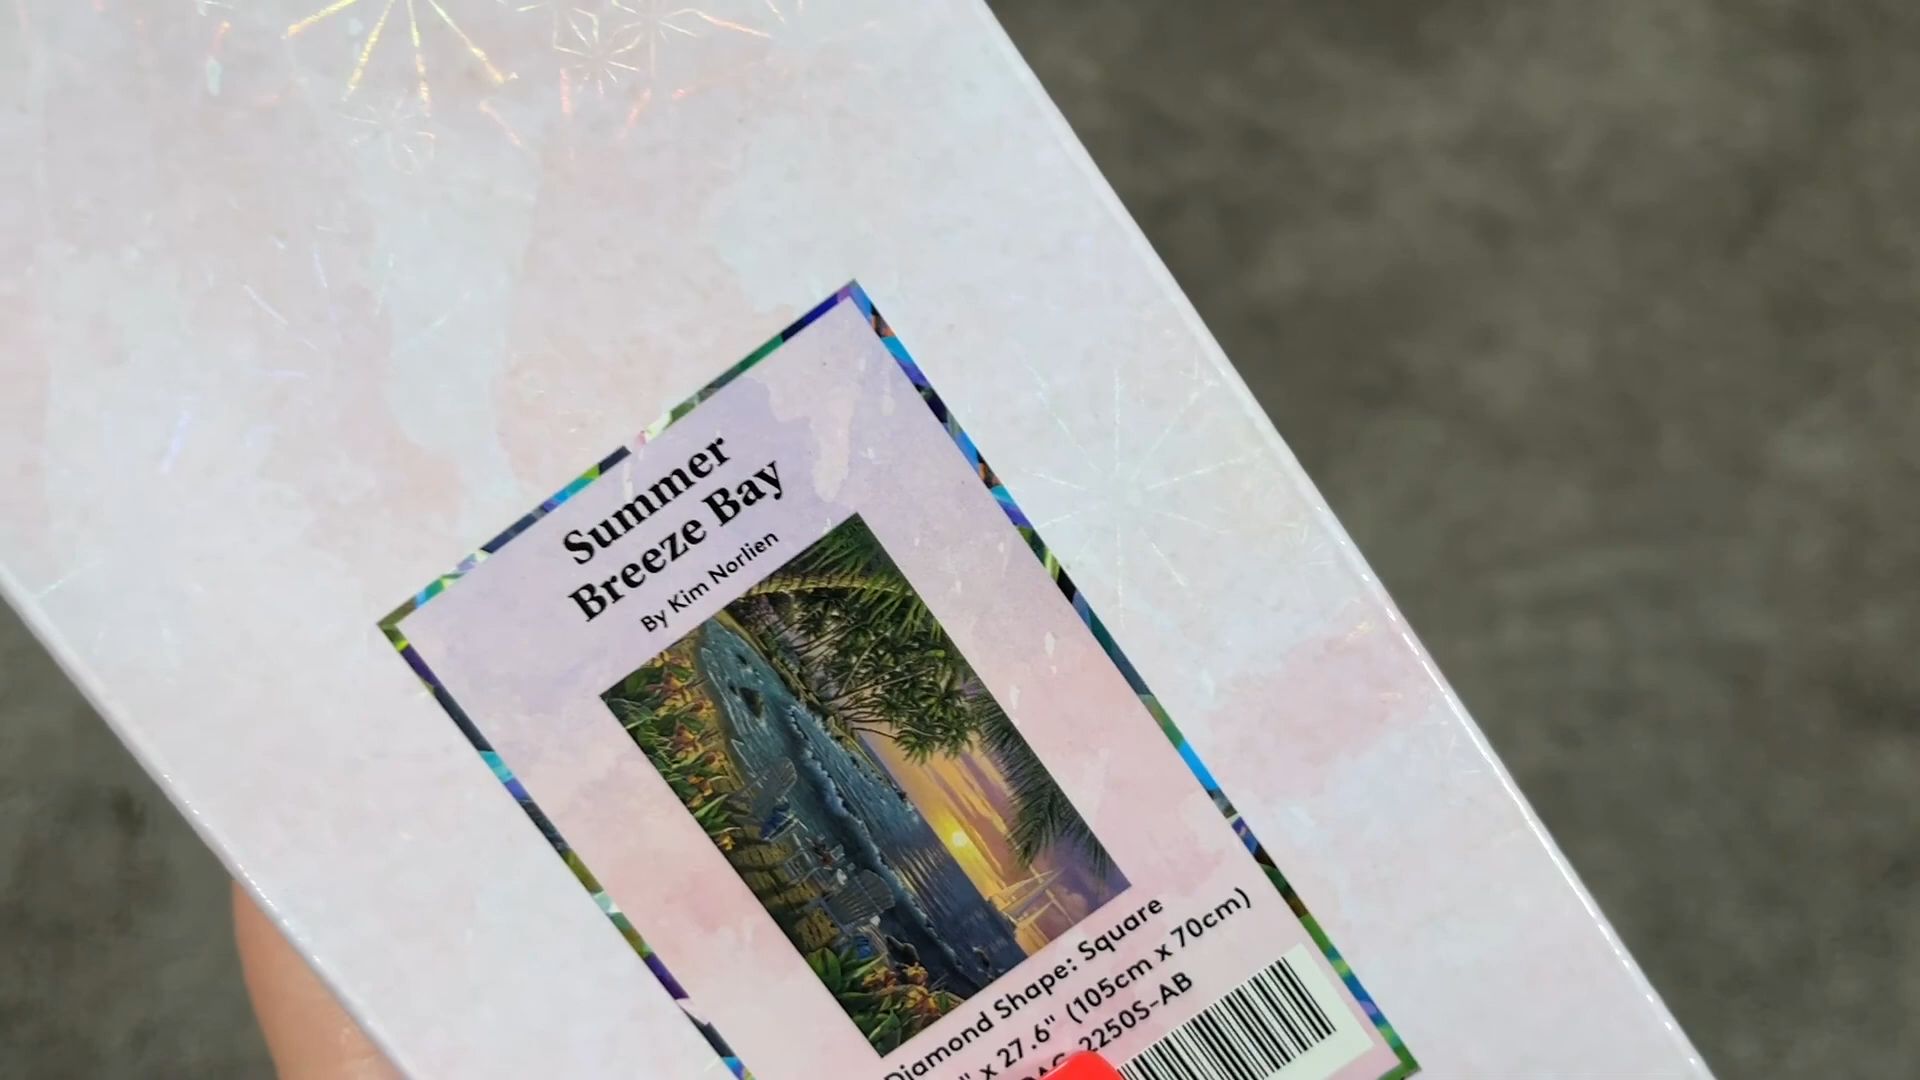 Summer
Breeze Bay
By Kim Norlien
Diamond Shape: Square
" x 27.6" (105cm x 70cm)
2250S-AB